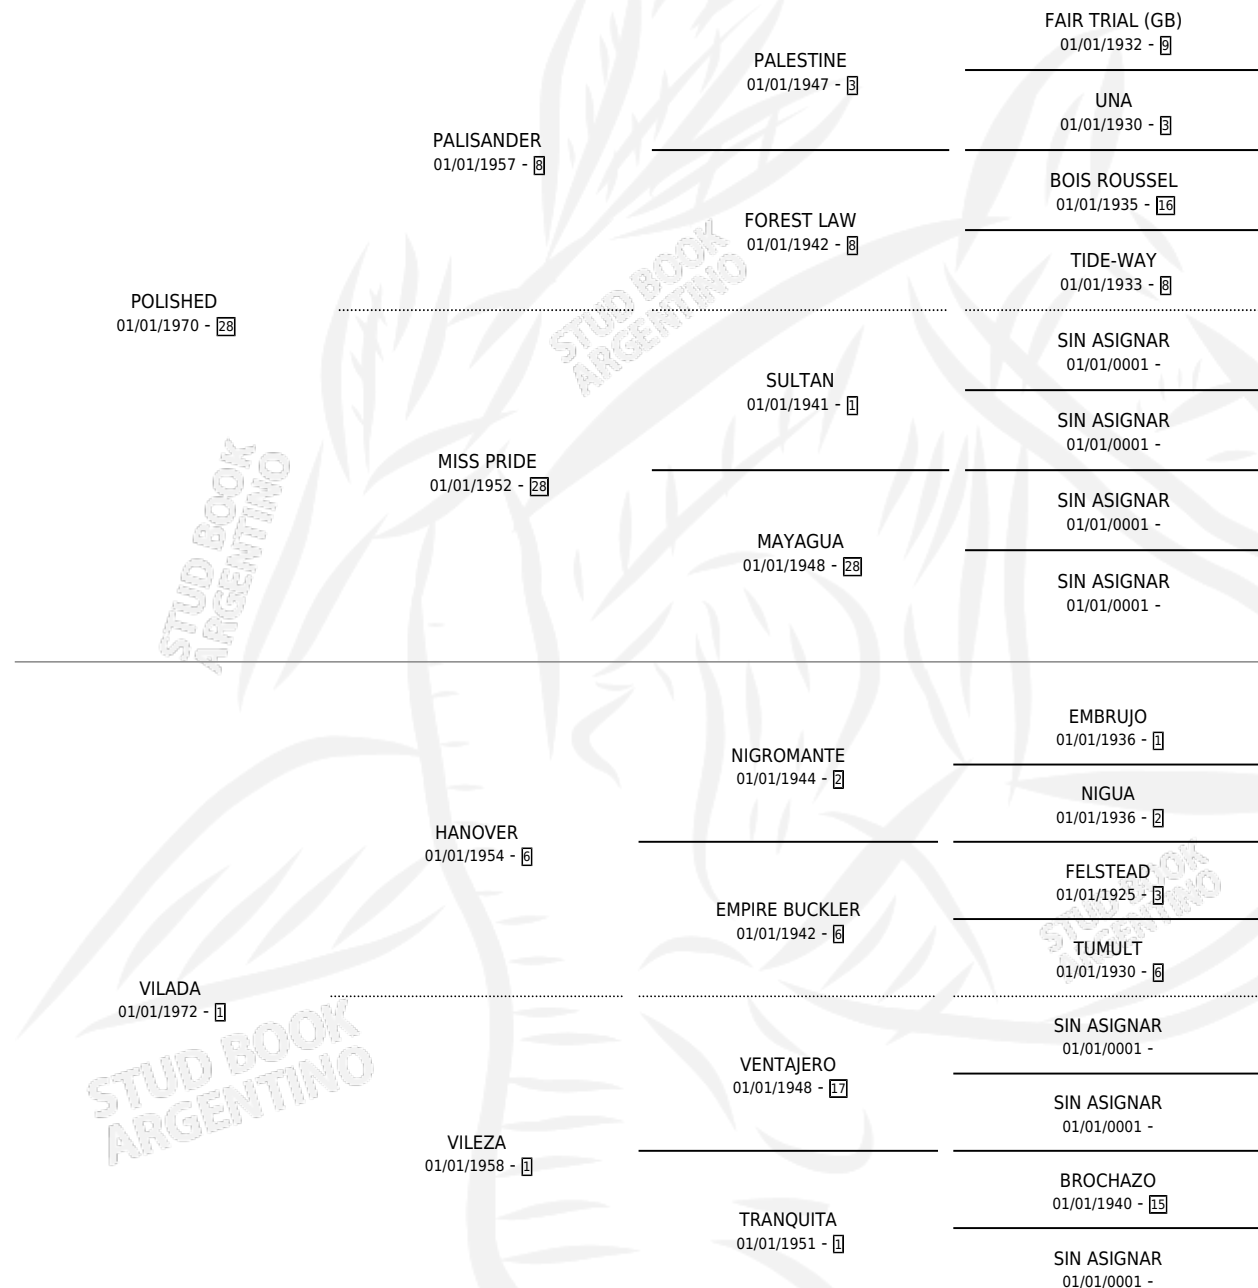 FAIR TRIAL (GB)
01/01/1932 - 9
PALESTINE
01/01/1947 - 3
UNA
01/01/1930 - 3
PALISANDER
01/01/1957 - 8
BOIS ROUSSEL
01/01/1935 - 16
FOREST LAW
01/01/1942 - 8
TIDE-WAY
01/01/1933 - 8
POLISHED
01/01/1970 - 28
SIN ASIGNAR
01/01/0001 -
SULTAN
01/01/1941 - 1
SIN ASIGNAR
01/01/0001 -
MISS PRIDE
01/01/1952 - 28
SIN ASIGNAR
01/01/0001 -
MAYAGUA
01/01/1948 - 28
SIN ASIGNAR
01/01/0001 -
STUD BOOK
ARGENTINO
STUD BOOK
ARGENTINO
EMBRUJO
01/01/1936 - 1
NIGROMANTE
01/01/1944 - 2
NIGUA
01/01/1936 - 2
HANOVER
01/01/1954 - 6
FELSTEAD
01/01/1925 - 3
EMPIRE BUCKLER
01/01/1942 - 6
TUMULT
01/01/1930 - 6
STUD BOOK
ARGENTINO
VILADA
01/01/1972 - 1
SIN ASIGNAR
01/01/0001 -
VENTAJERO
01/01/1948 - 17
SIN ASIGNAR
01/01/0001 -
STUD BOOK
ARGENTINO
VILEZA
01/01/1958 - 1
BROCHAZO
01/01/1940 - 15
TRANQUITA
01/01/1951 - 1
SIN ASIGNAR
01/01/0001 -